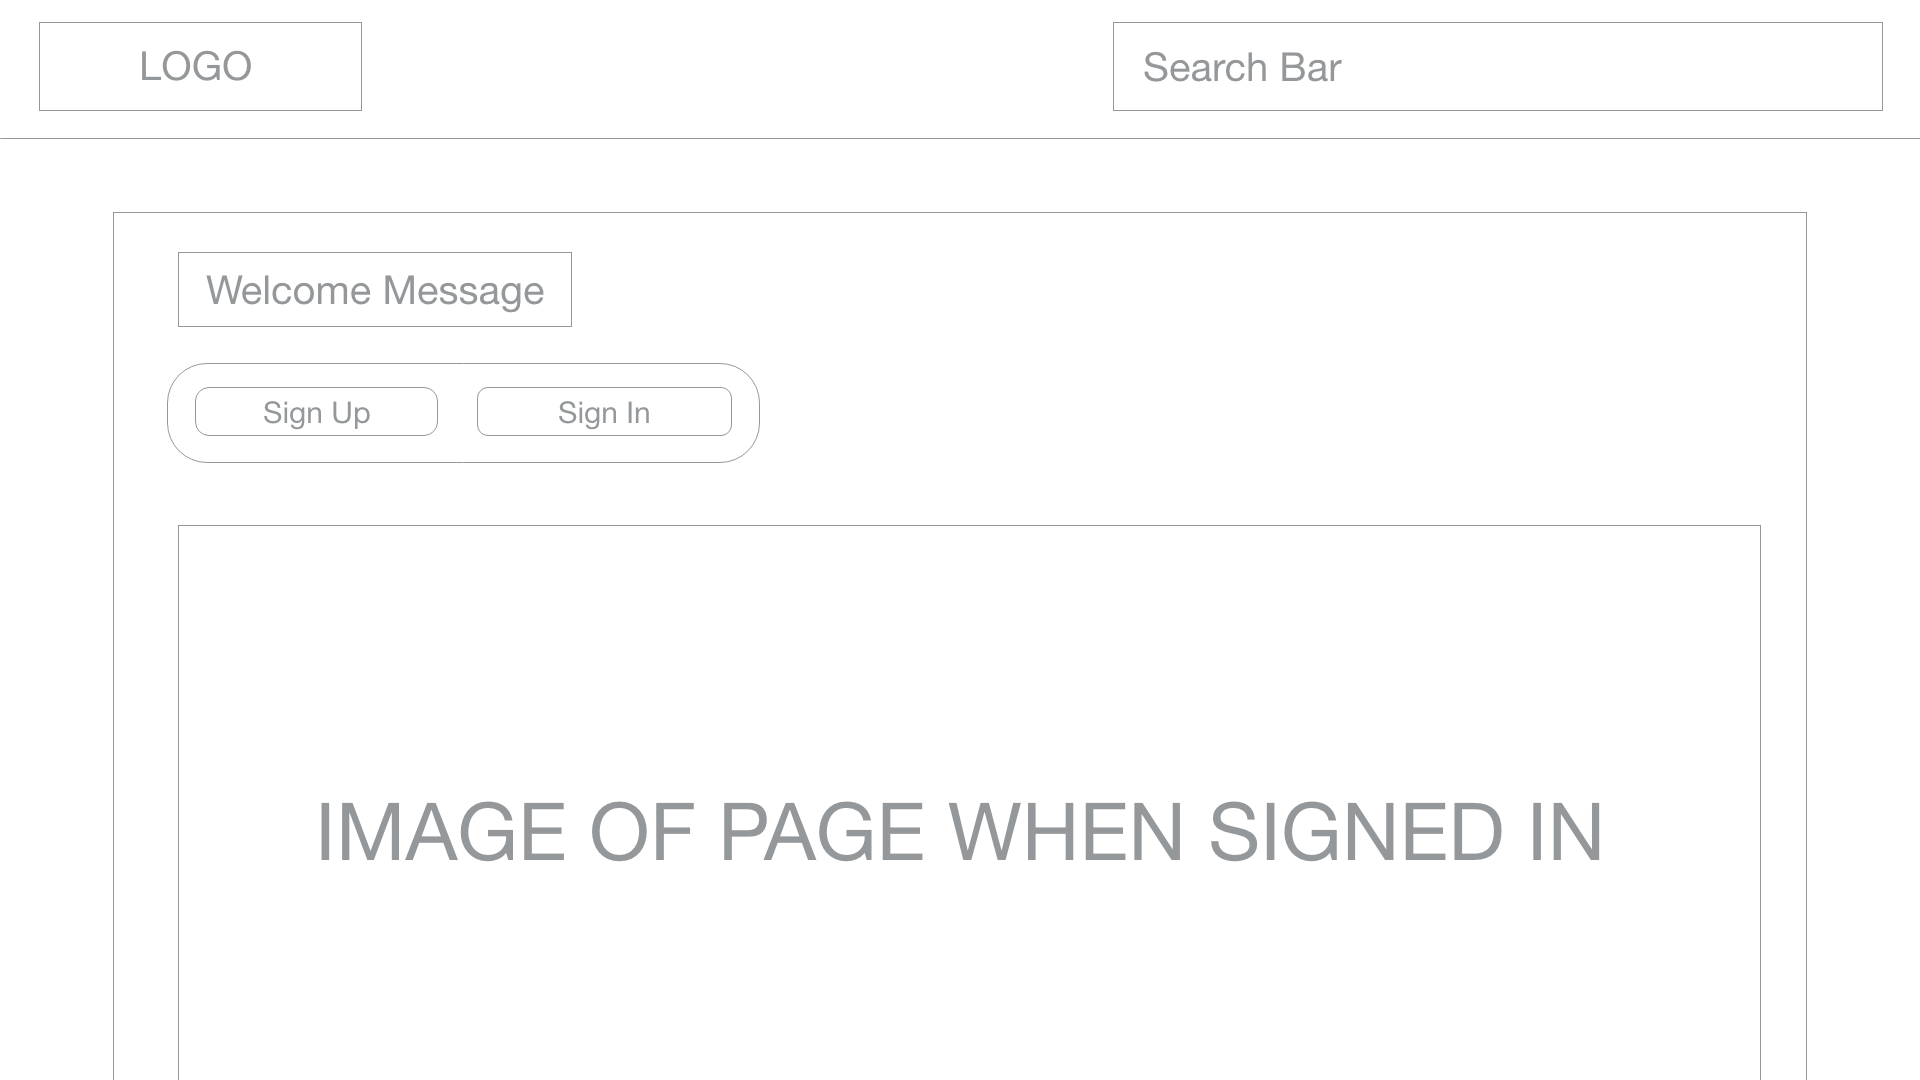 LOGO
Search Bar
Welcome Message
Sign Up
Sign In
IMAGE OF PAGE WHEN SIGNED IN